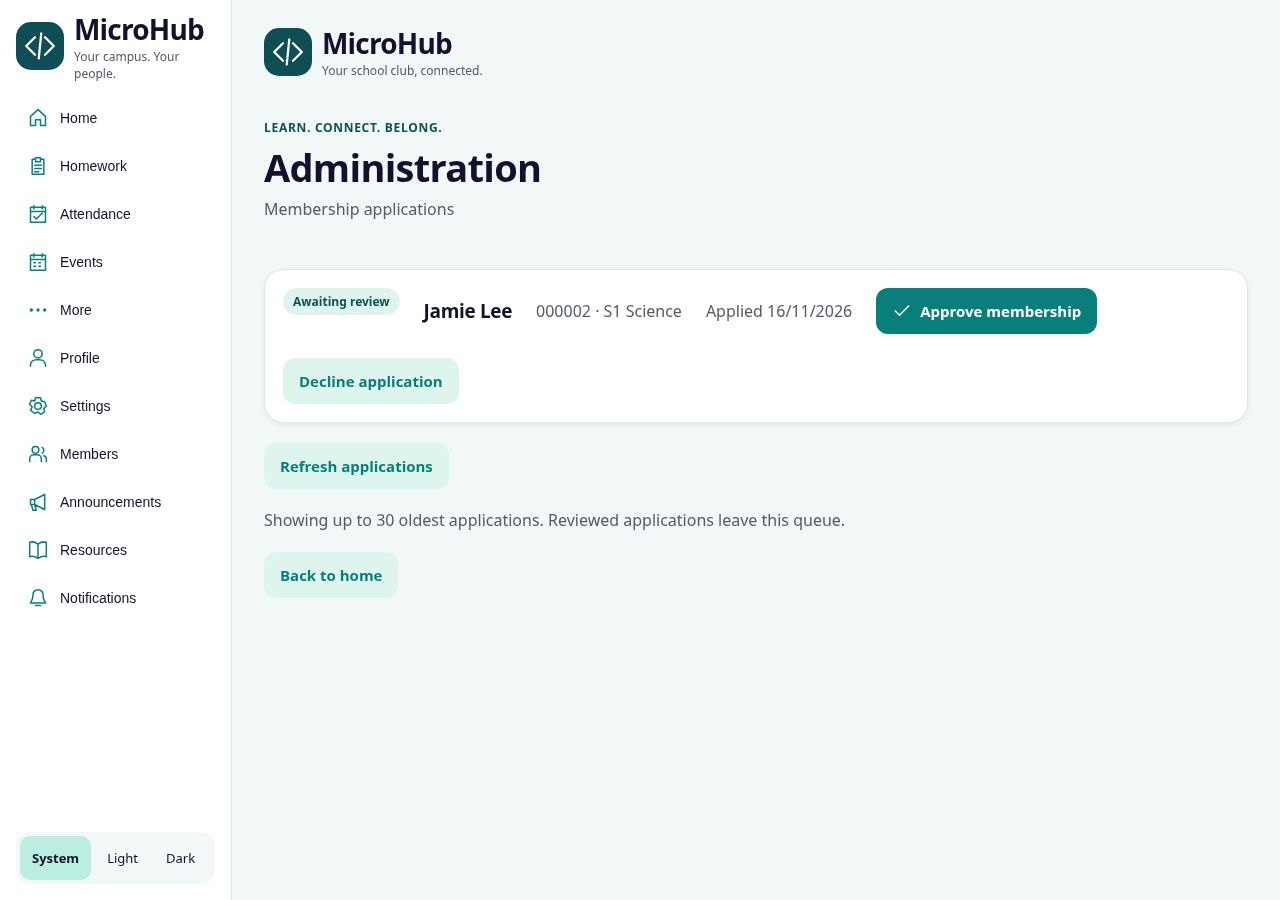 MicroHub
Your campus. Your
people.
Home
Homework
Attendance
Events
More
Profile
Settings
Members
Announcements
Resources
Notifications
System Light Dark
MicroHub
Your school club, connected.
LEARN. CONNECT. BELONG.
Administration
Membership applications
Awaiting review Jamie Lee 000002 · S1 Science Applied 16/11/2026 Approve membership
Decline application
Refresh applications
Showing up to 30 oldest applications. Reviewed applications leave this queue.
Back to home